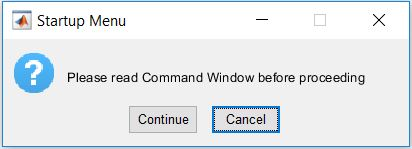 Startup Menu
Please read Command Window before proceeding
Continue
Cancel